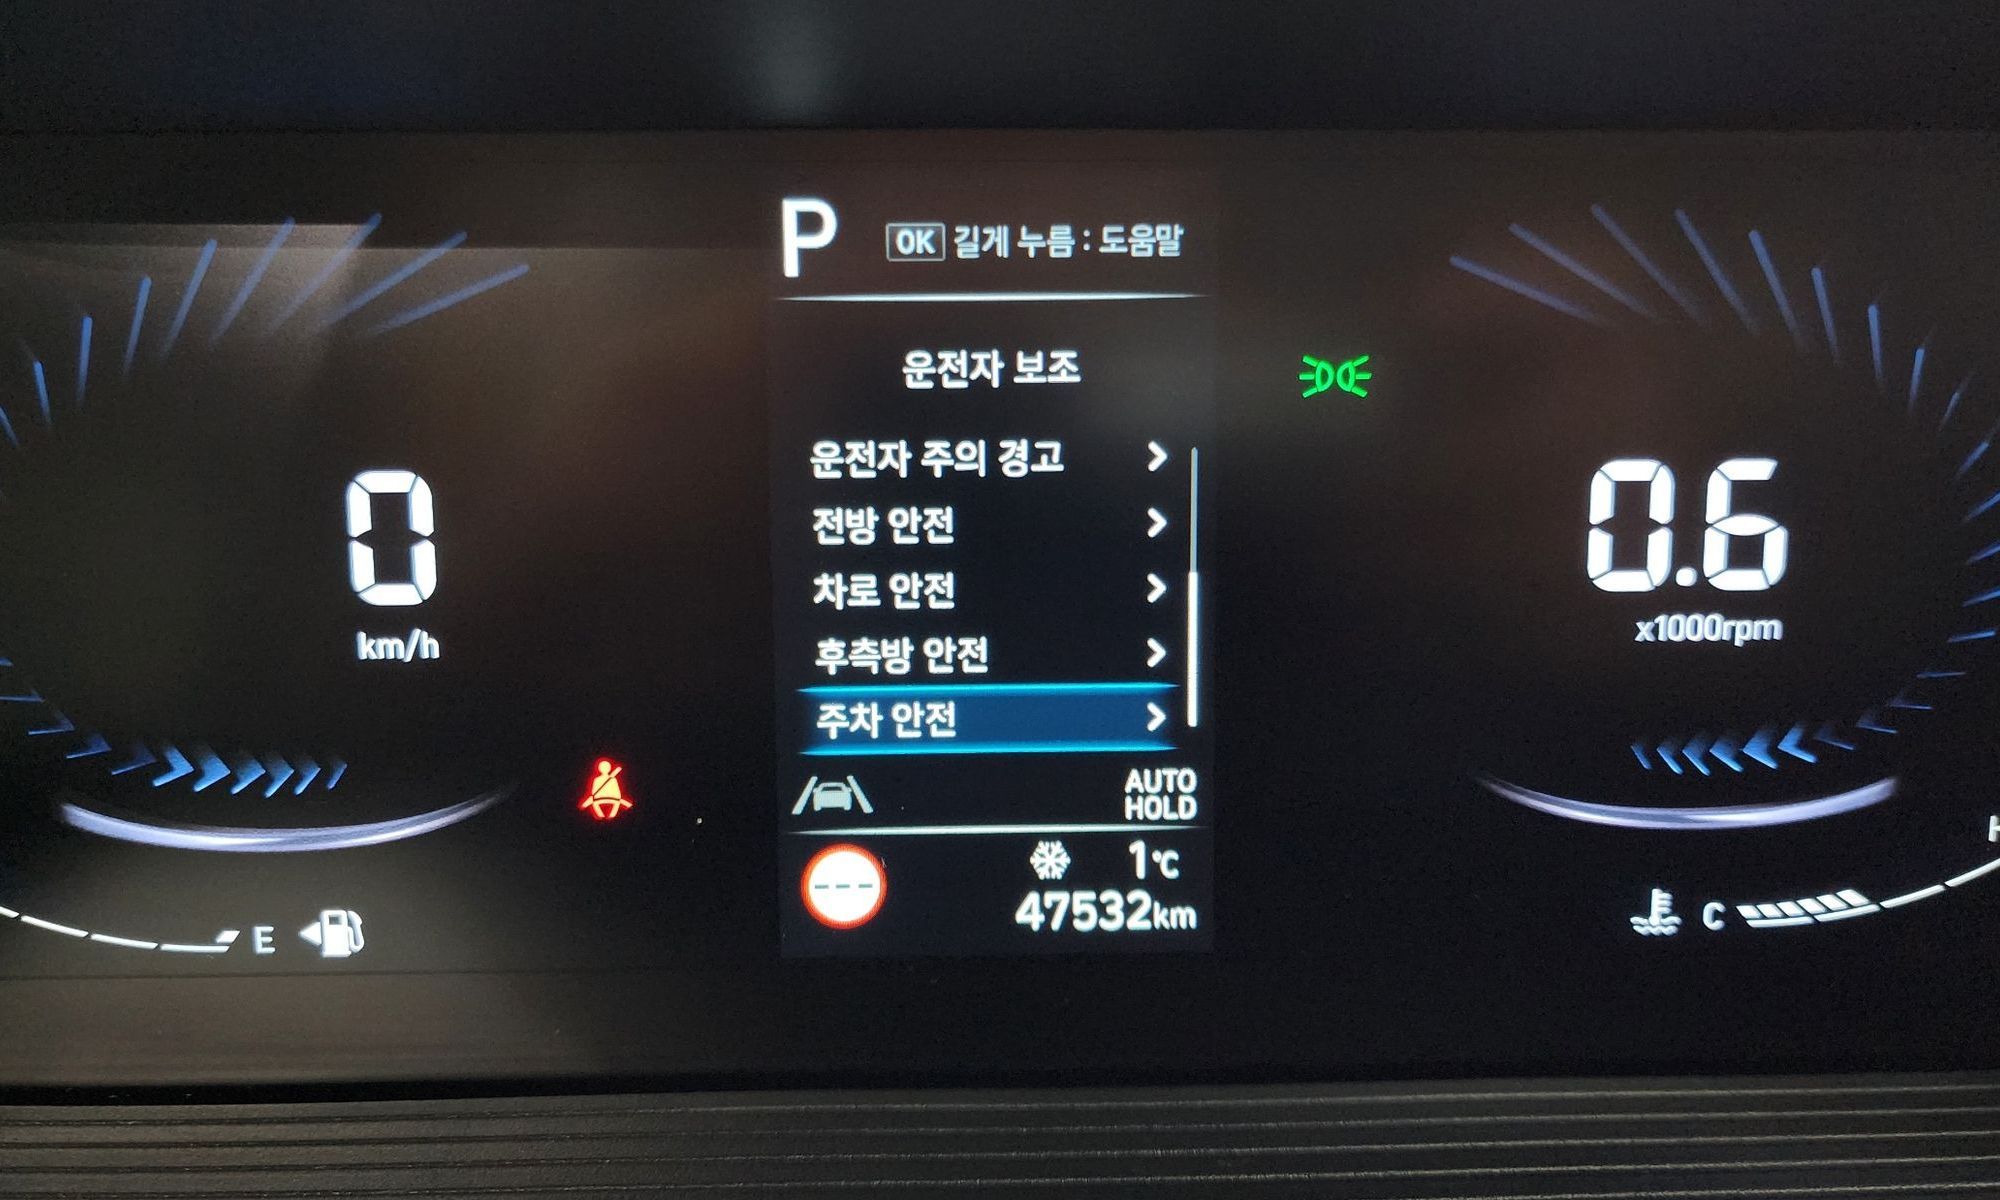 P
OK 길게 누름 : 도움말
운전자 보조
운전자 주의 경고
전방 안전
차로 안전
후측방 안전
주차 안전
0
km/h
0.6
x1000rpm
AUTO
HOLD
---
1℃
47532km
E
C
H